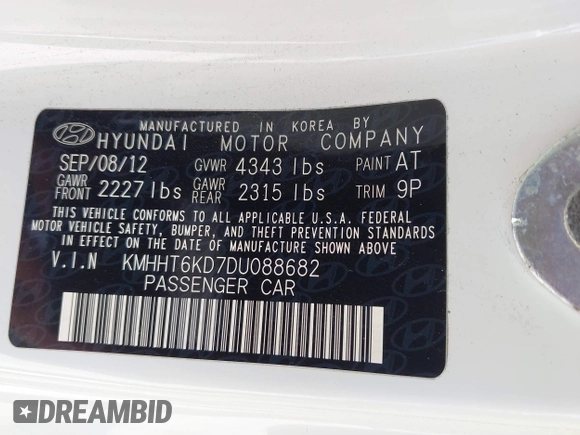 MANUFACTURED IN KOREA BY
HYUNDAI MOTOR COMPANY
SEP/08/12 GVWR 4343 lbs PAINT AT
GAWR FRONT 2227 lbs GAWR REAR 2315 lbs TRIM 9P
THIS VEHICLE CONFORMS TO ALL APPLICABLE U.S.A. FEDERAL
MOTOR VEHICLE SAFETY, BUMPER, AND THEFT PREVENTION STANDARDS
IN EFFECT ON THE DATE OF MANUFACTURE SHOWN ABOVE
V.I.N KMHHT6KD7DU088682
PASSENGER CAR
DREAMBID